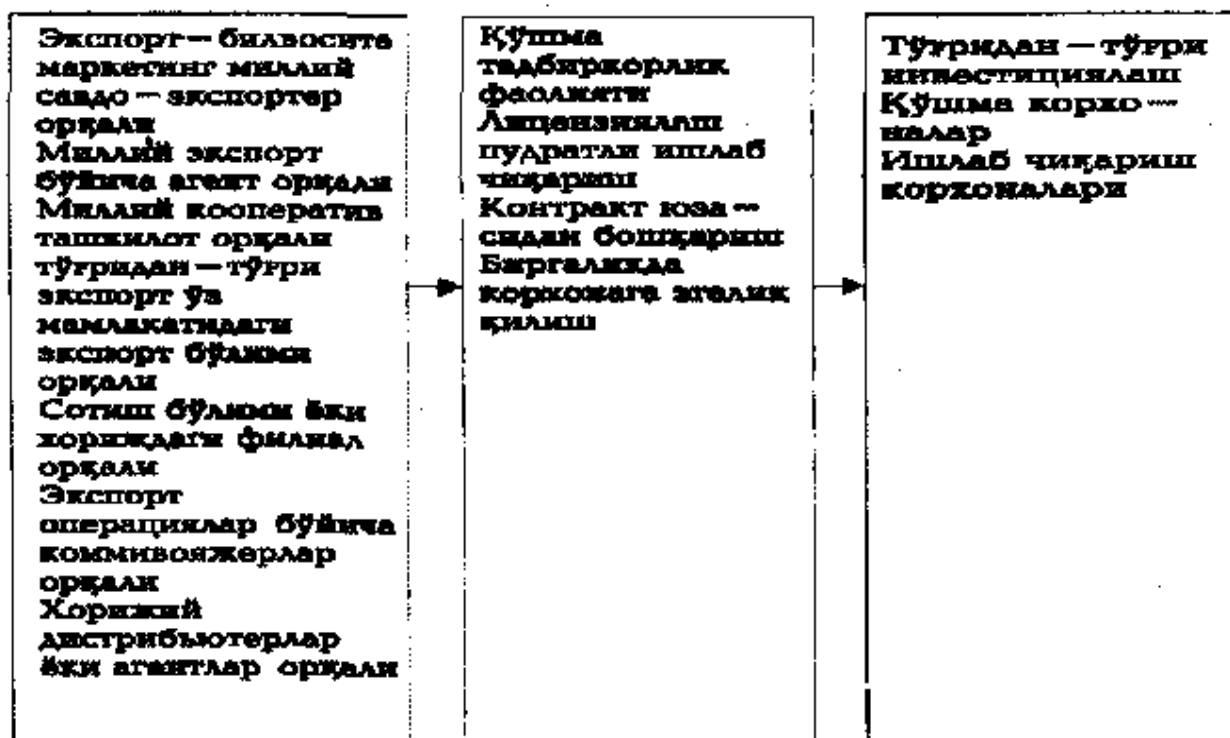 Экспорт—билвосита
маркетинг миллий
савдо—экспортер
орқали
Миллий экспорт
бўйича агент орқали
Миллий кооператив
ташкилот орқали
тўғридан—тўғри
экспорт ўз
мамлакатидаги
экспорт бўлими
орқали
Сотиш бўлими ёки
хориждаги филиал
орқали
Экспорт
операциялар бўйича
коммивояжерлар
орқали
Хорижий
дистрибьютерлар
ёки агентлар орқали
Қўшма
тадбиркорлик
фаолияти
Лицензиялаш
пудратли ишлаб
чиқариш
Контракт юза—
сидан бошқариш
Биргаликда
корхонага эгалик
қилиш
Тўғридан—тўғри
инвестициялаш
Қўшма корхо—
налар
Ишлаб чиқариш
корхоналари